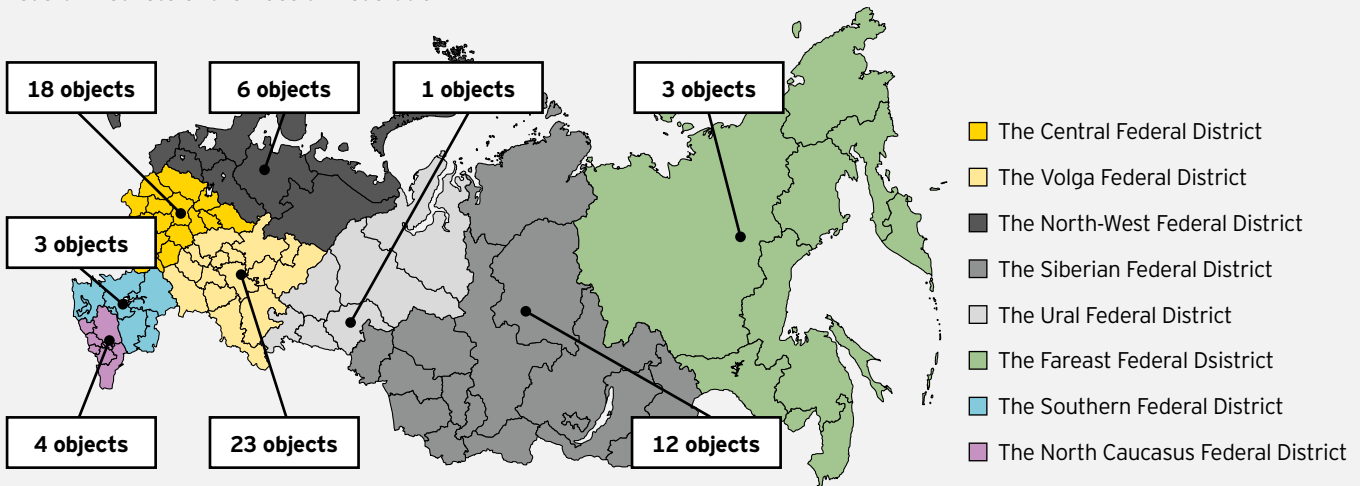 18 objects
6 objects
1 objects
3 objects
3 objects
4 objects
23 objects
12 objects
The Central Federal District
The Volga Federal District
The North-West Federal District
The Siberian Federal District
The Ural Federal District
The Fareast Federal Dsistrict
The Southern Federal District
The North Caucasus Federal District